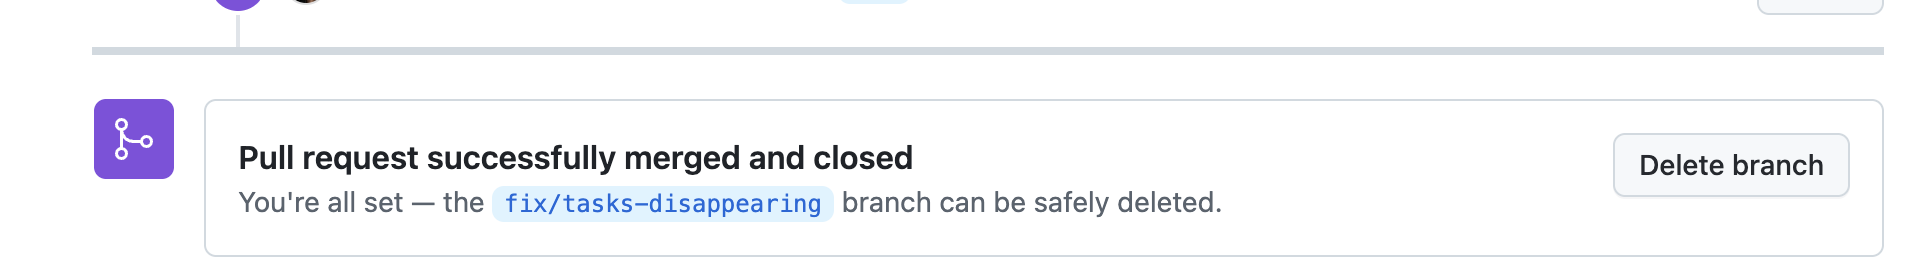 Pull request successfully merged and closed
Delete branch
You're all set — the fix/tasks-disappearing branch can be safely deleted.